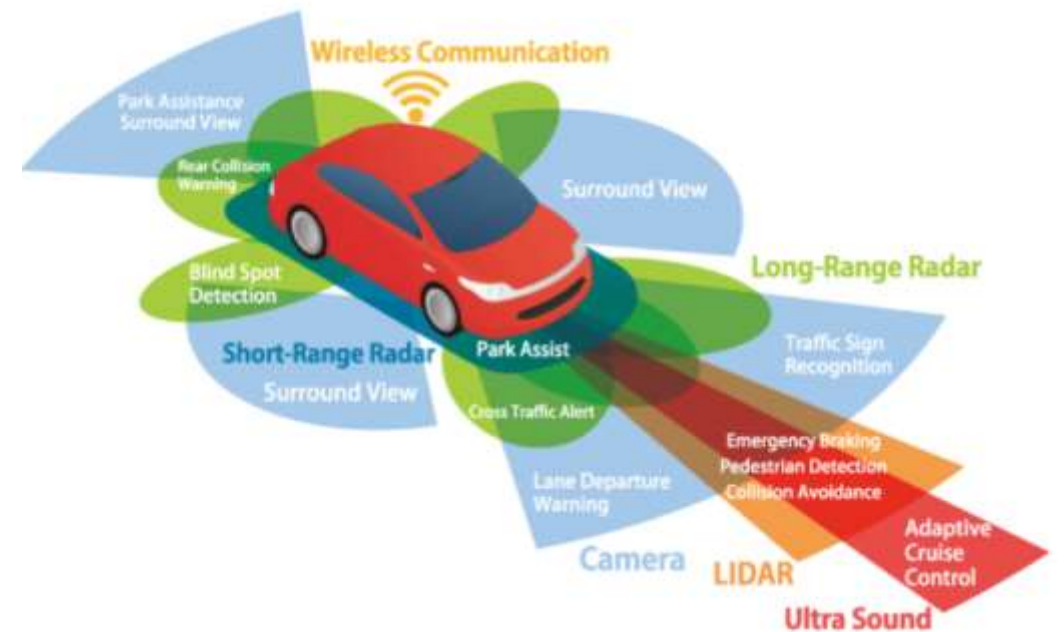 Wireless Communication
Park Assistance
Surround View
Rear Collision
Warning
Surround View
Blind Spot
Detection
Long-Range Radar
Short-Range Radar
Park Assist
Traffic Sign
Recognition
Surround View
Cross Traffic Alert
Emergency Braking
Pedestrian Detection
Collision Avoidance
Lane Departure
Warning
Adaptive
Cruise
Control
Camera
LIDAR
Ultra Sound